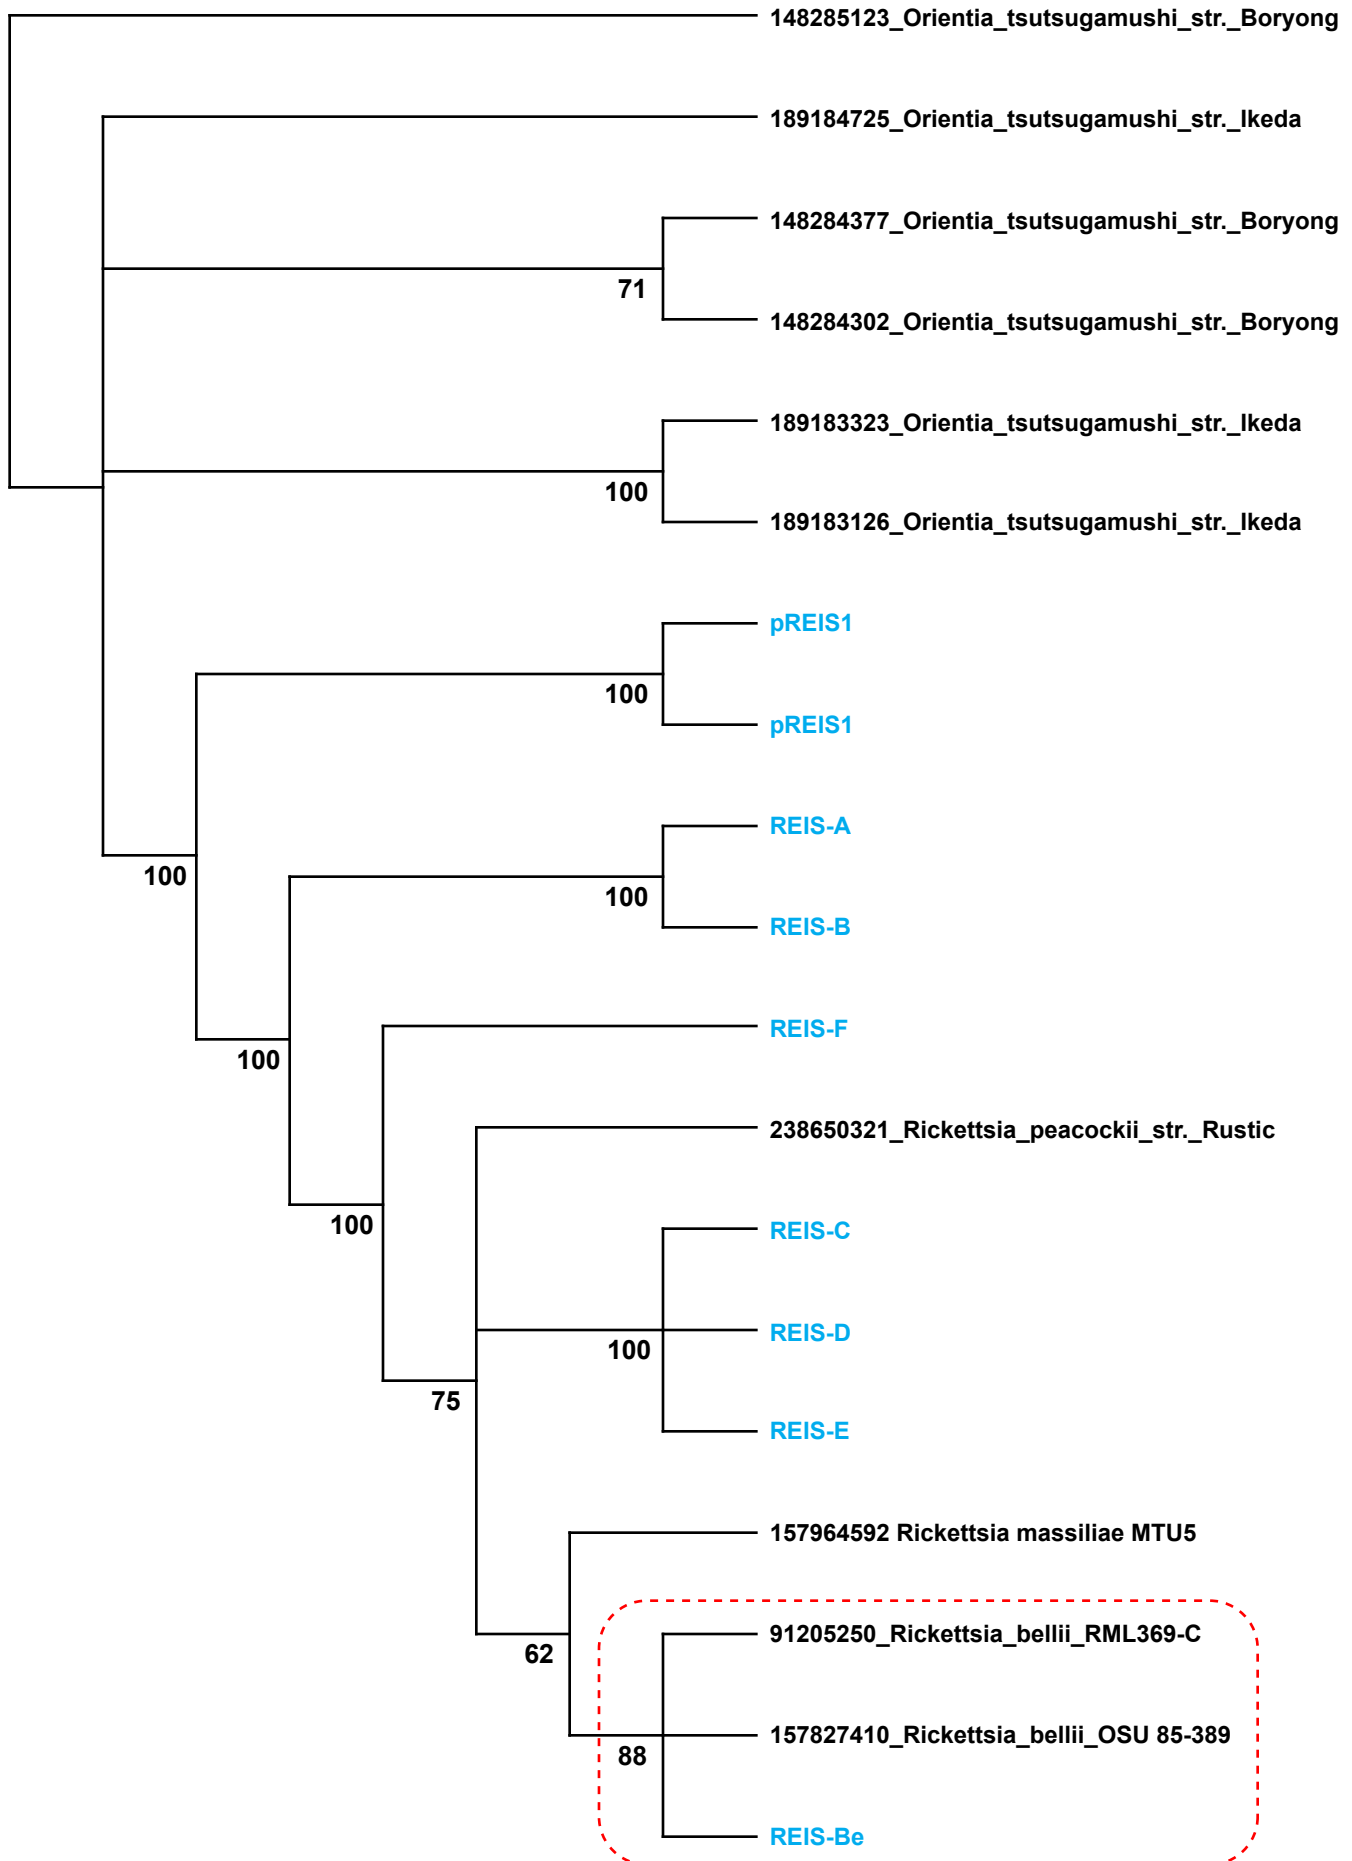 148285123_Orientia_tsutsugamushi_str._Boryong
189184725_Orientia_tsutsugamushi_str._Ikeda
148284377_Orientia_tsutsugamushi_str._Boryong
71
148284302_Orientia_tsutsugamushi_str._Boryong
189183323_Orientia_tsutsugamushi_str._Ikeda
100
189183126_Orientia_tsutsugamushi_str._Ikeda
pREIS1
100
pREIS1
REIS-A
100
100
REIS-B
REIS-F
100
238650321_Rickettsia_peacockii_str._Rustic
100
REIS-C
REIS-D
100
75
REIS-E
157964592 Rickettsia massiliae MTU5
91205250_Rickettsia_bellii_RML369-C
62
157827410_Rickettsia_bellii_OSU 85-389
88
REIS-Be